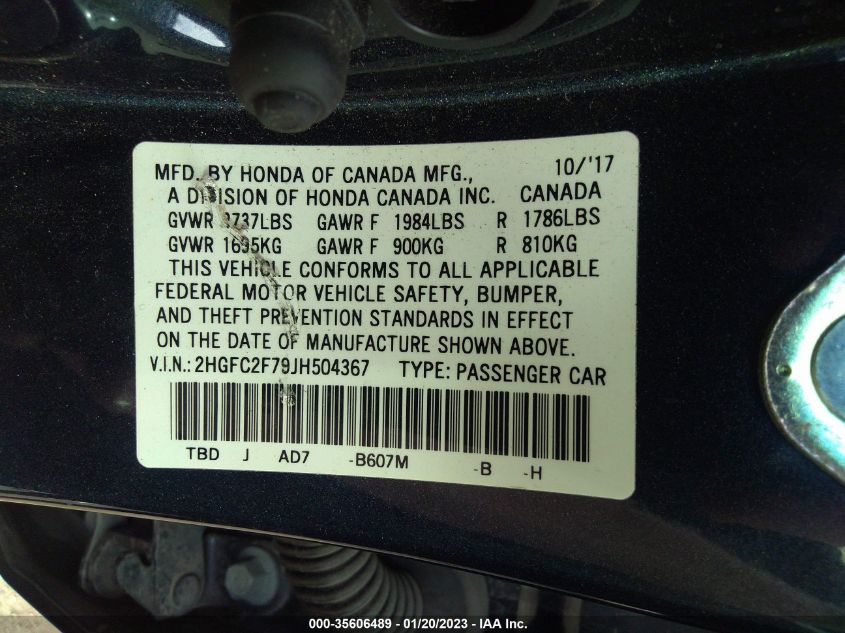 MFD. BY HONDA OF CANADA MFG., 10/'17
A DIVISION OF HONDA CANADA INC. CANADA
GVWR 3737LBS GAWR F 1984LBS R 1786LBS
GVWR 1695KG GAWR F 900KG R 810KG
THIS VEHICLE CONFORMS TO ALL APPLICABLE
FEDERAL MOTOR VEHICLE SAFETY, BUMPER,
AND THEFT PREVENTION STANDARDS IN EFFECT
ON THE DATE OF MANUFACTURE SHOWN ABOVE.
V.I.N.: 2HGFC2F79JH504367 TYPE: PASSENGER CAR
TBD J AD7 -B607M -B -H
000-35606489 - 01/20/2023 - IAA Inc.